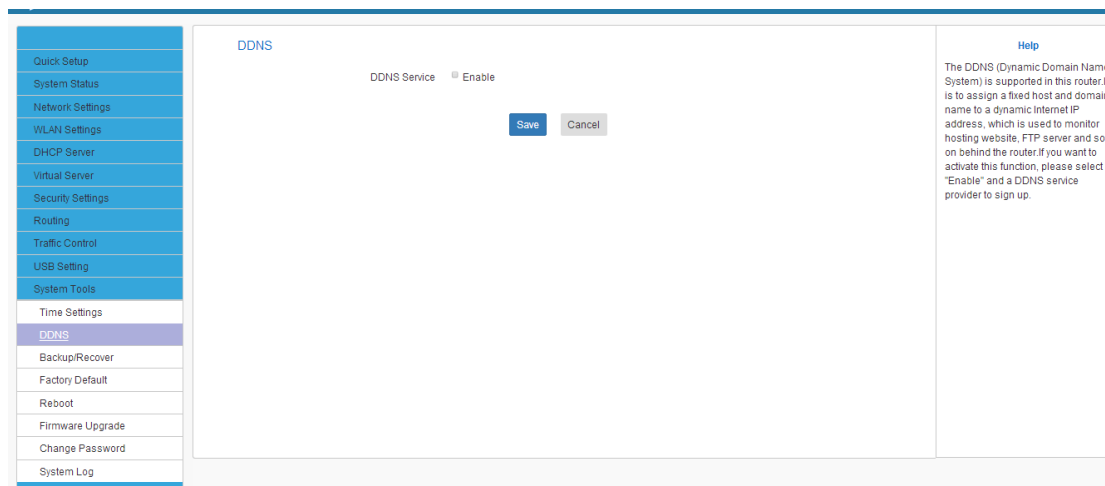 Quick Setup
System Status
Network Settings
WLAN Settings
DHCP Server
Virtual Server
Security Settings
Routing
Traffic Control
USB Setting
System Tools
Time Settings
DDNS
Backup/Recover
Factory Default
Reboot
Firmware Upgrade
Change Password
System Log
DDNS
DDNS Service Enable
Save Cancel
Help
The DDNS (Dynamic Domain Name
System) is supported in this router.
is to assign a fixed host and domain
name to a dynamic Internet IP
address, which is used to monitor
hosting website, FTP server and so
on behind the router.If you want to
activate this function, please select
"Enable" and a DDNS service
provider to sign up.